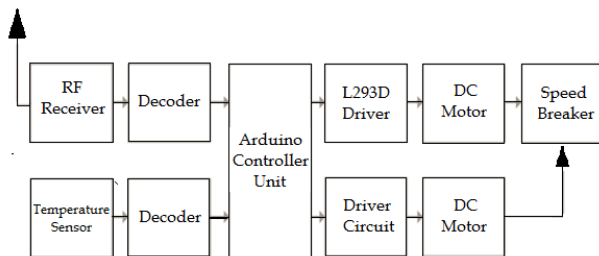 RF
Receiver
Decoder
Arduino
Controller
Unit
L293D
Driver
DC
Motor
Speed
Breaker
Temperature
Sensor
Decoder
Driver
Circuit
DC
Motor